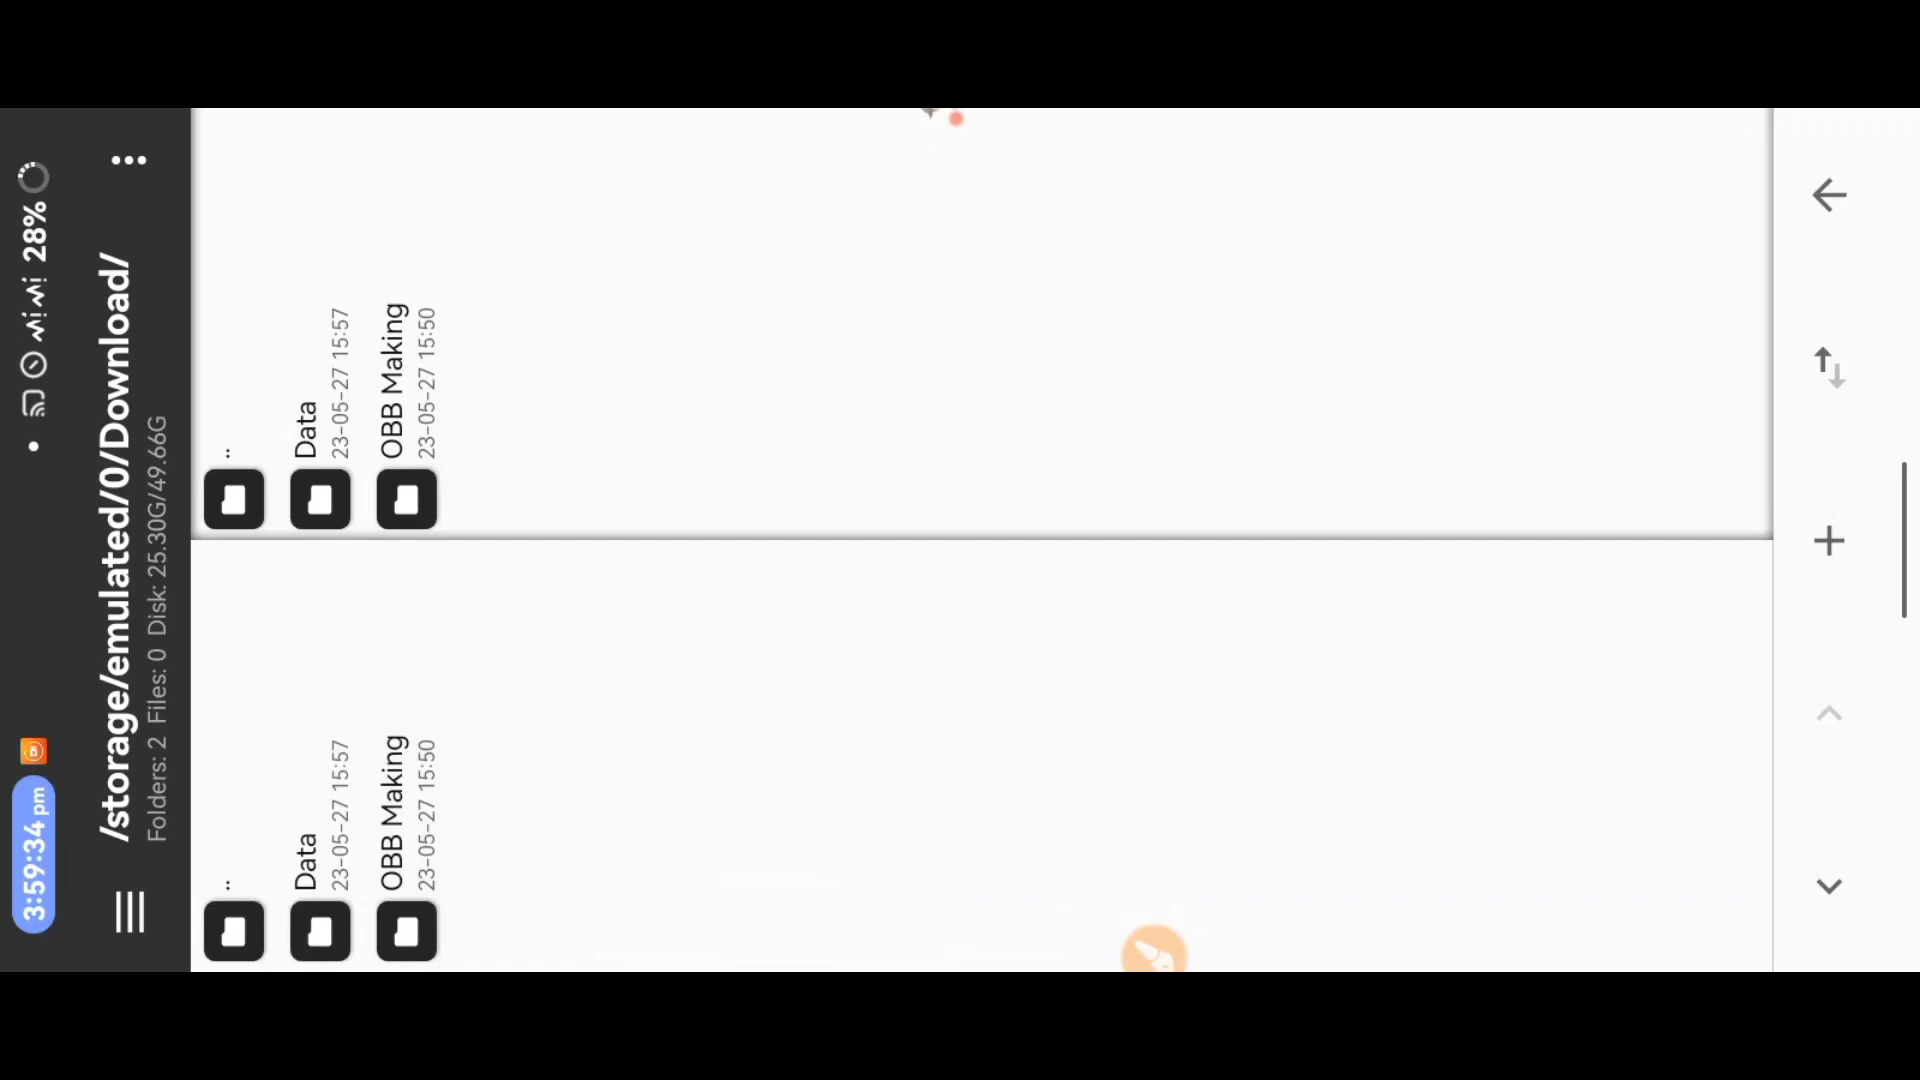 3:59:34 pm
28%
/storage/emulated/0/Download/
Folders: 2 Files: 0 Disk: 25.30G/49.66G
..
Data
23-05-27 15:57
OBB Making
23-05-27 15:50
..
Data
23-05-27 15:57
OBB Making
23-05-27 15:50